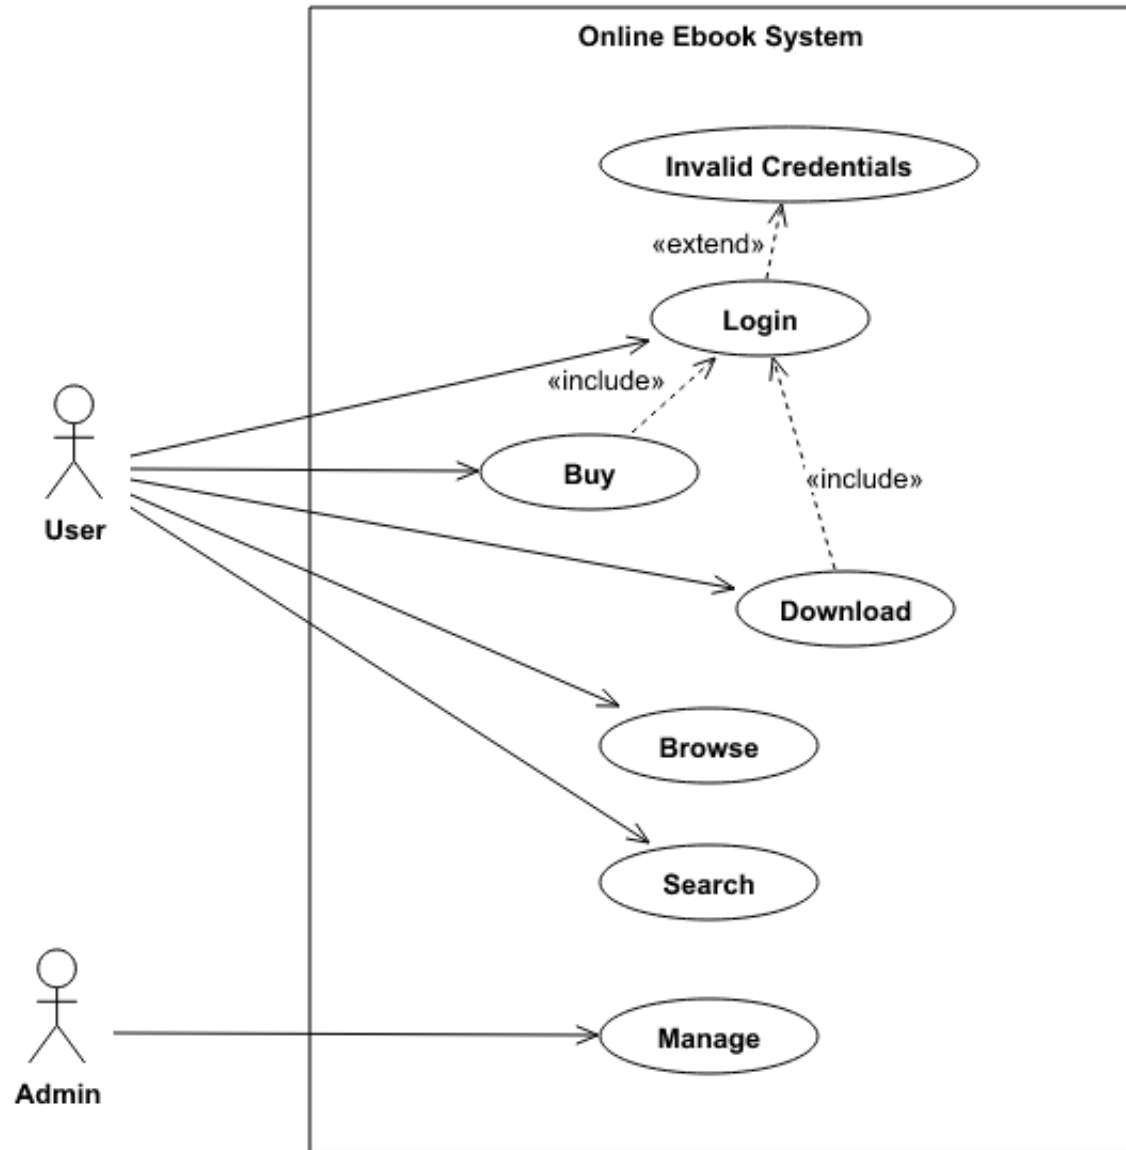 Online Ebook System
Invalid Credentials
«extend»
Login
«include»
Buy
«include»
User
Download
Browse
Search
Manage
Admin